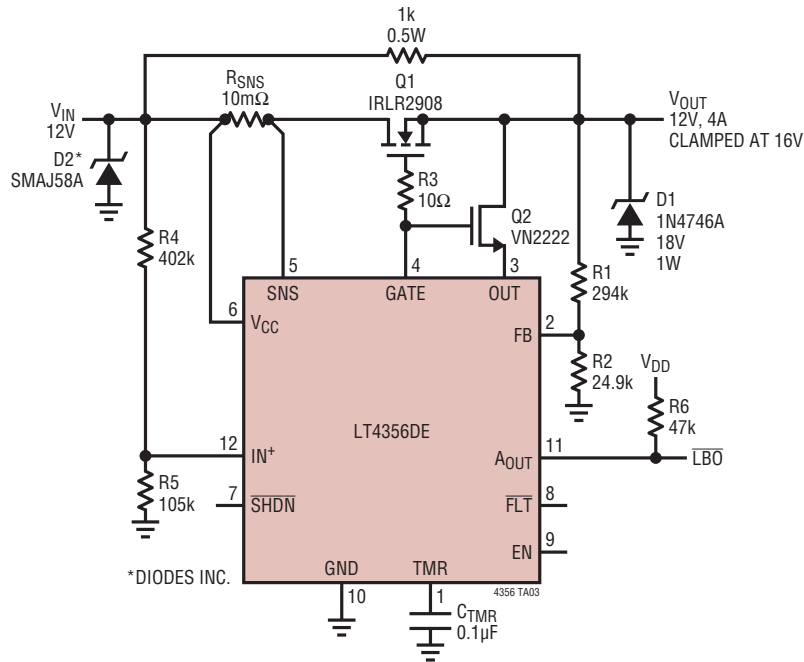 1k
0.5W
RSNS
10mΩ
Q1
IRLR2908
VIN
12V
VOUT
12V, 4A
CLAMPED AT 16V
D2*
SMAJ58A
R3
10Ω
Q2
VN2222
D1
1N4746A
18V
1W
R4
402k
5
4
3
SNS
GATE
OUT
R1
294k
6
VCC
FB
2
R2
24.9k
VDD
R6
47k
LT4356DE
12
IN+
AOUT
11
LBO
R5
105k
7
SHDN
FLT
8
EN
9
*DIODES INC.
GND
TMR
10
1
4356 TA03
CTMR
0.1µF